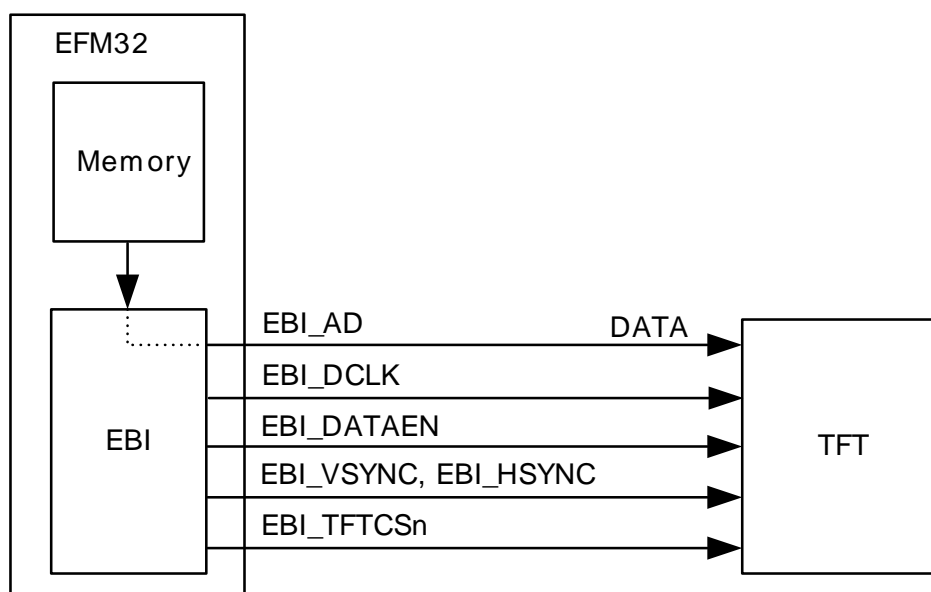 EFM32
Memory
EBI_AD DATA
EBI_DCLK
EBI_DATAEN
EBI
TFT
EBI_VSYNC, EBI_HSYNC
EBI_TFTCSn